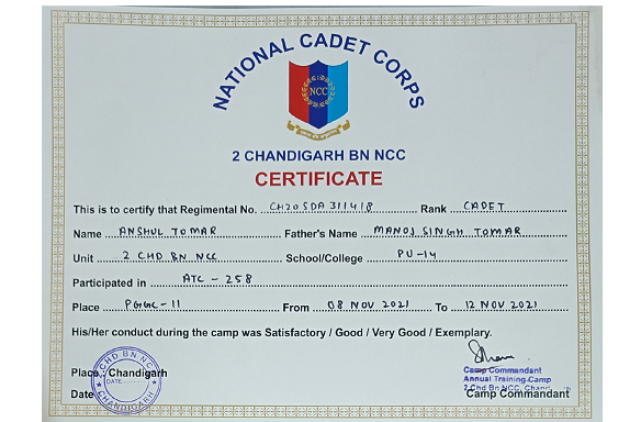 NATIONAL CADET CORPS
NCC
2 CHANDIGARH BN NCC
CERTIFICATE
This is to certify that Regimental No. CH20SDA311418 Rank CADET
Name ANSHUL TOMAR Father's Name MANOJ SINGH TOMAR
Unit 2 CHD BN NCC School/College PU-14
Participated in ATC - 258
Place PGGC-11 From 08 NOV 2021 To 12 NOV 2021
His/Her conduct during the camp was Satisfactory / Good / Very Good / Exemplary.
Place, Chandigarh
Date
CHD BN NCC
DATE
CHANDIGARH
Camp Commandant
Annual Training Camp
2 Chd Bn NCC, Chand
Camp Commandant